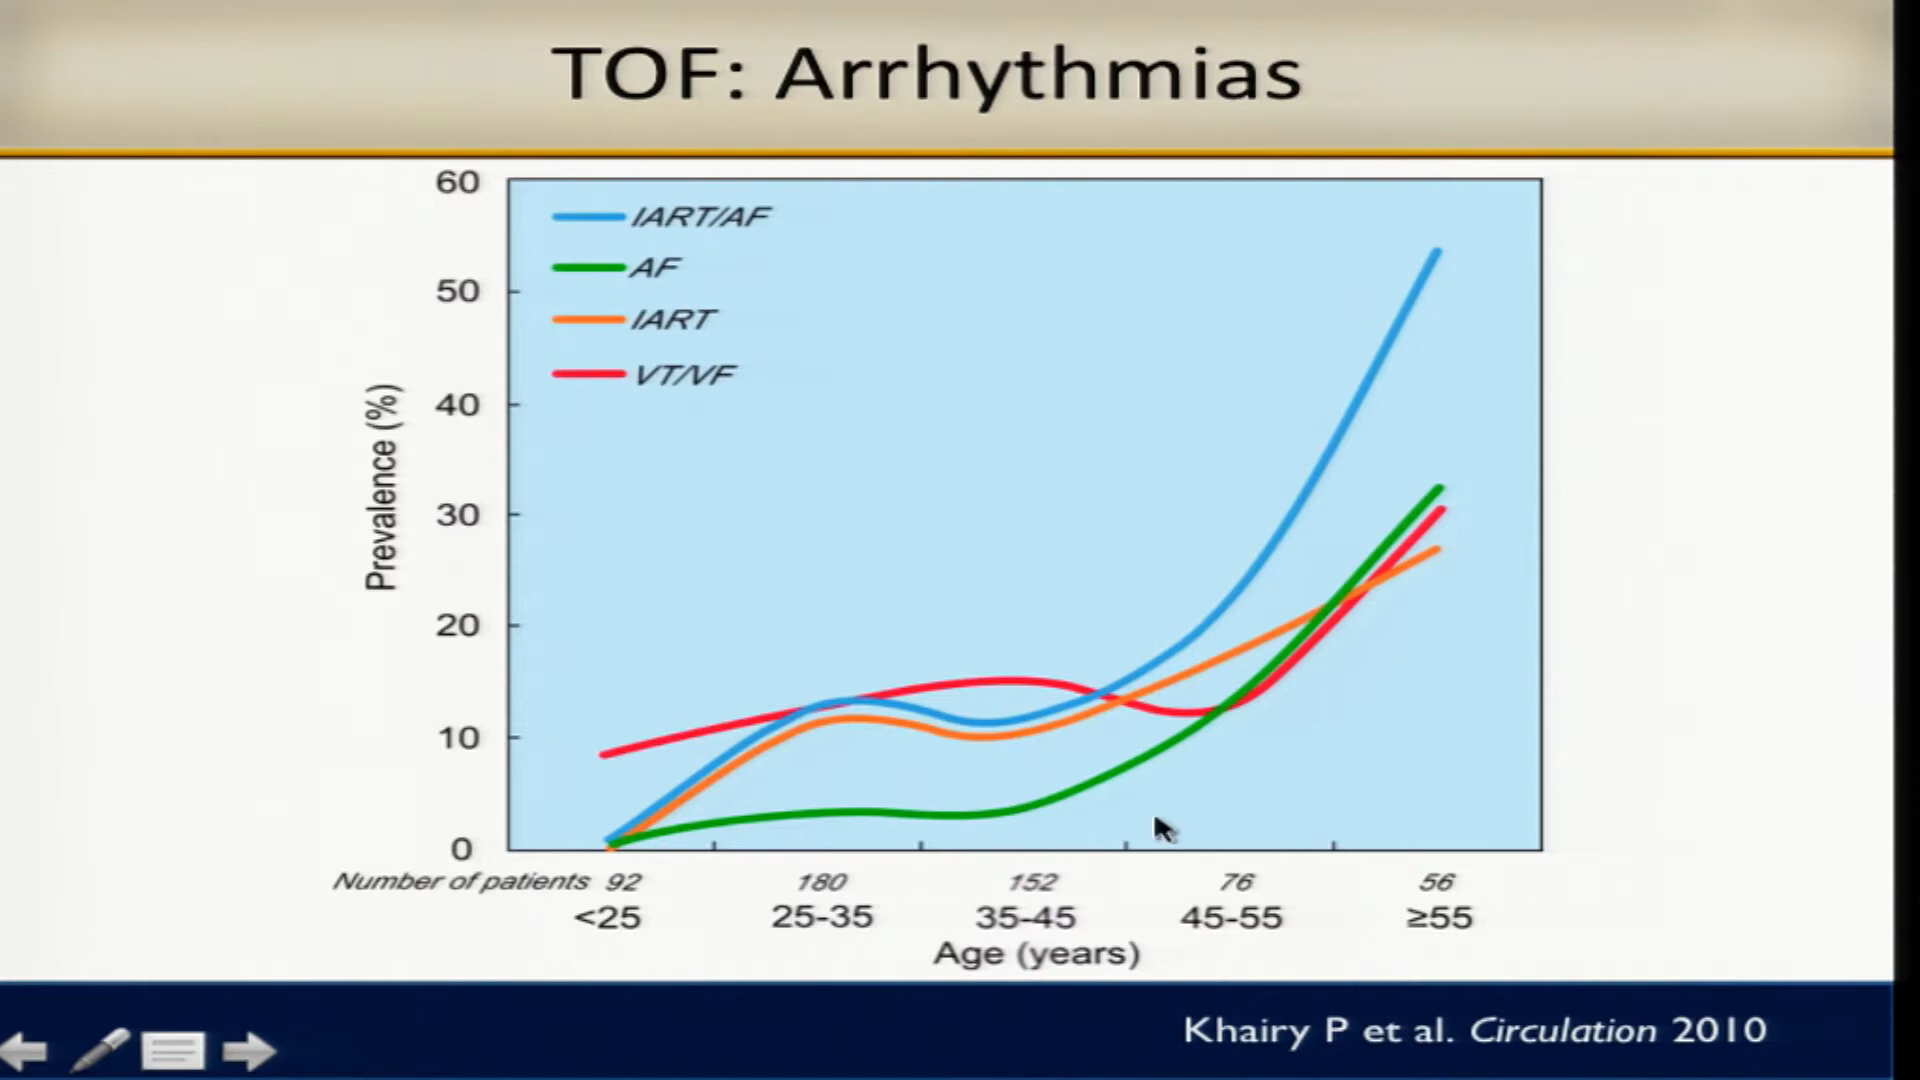 TOF: Arrhythmias
60
50
40
30
20
10
0
Prevalence (%)
IART/AF
AF
IART
VT/VF
Number of patients 92 180 152 76 56
<25 25-35 35-45 45-55 ≥55
Age (years)
Khairy P et al. Circulation 2010